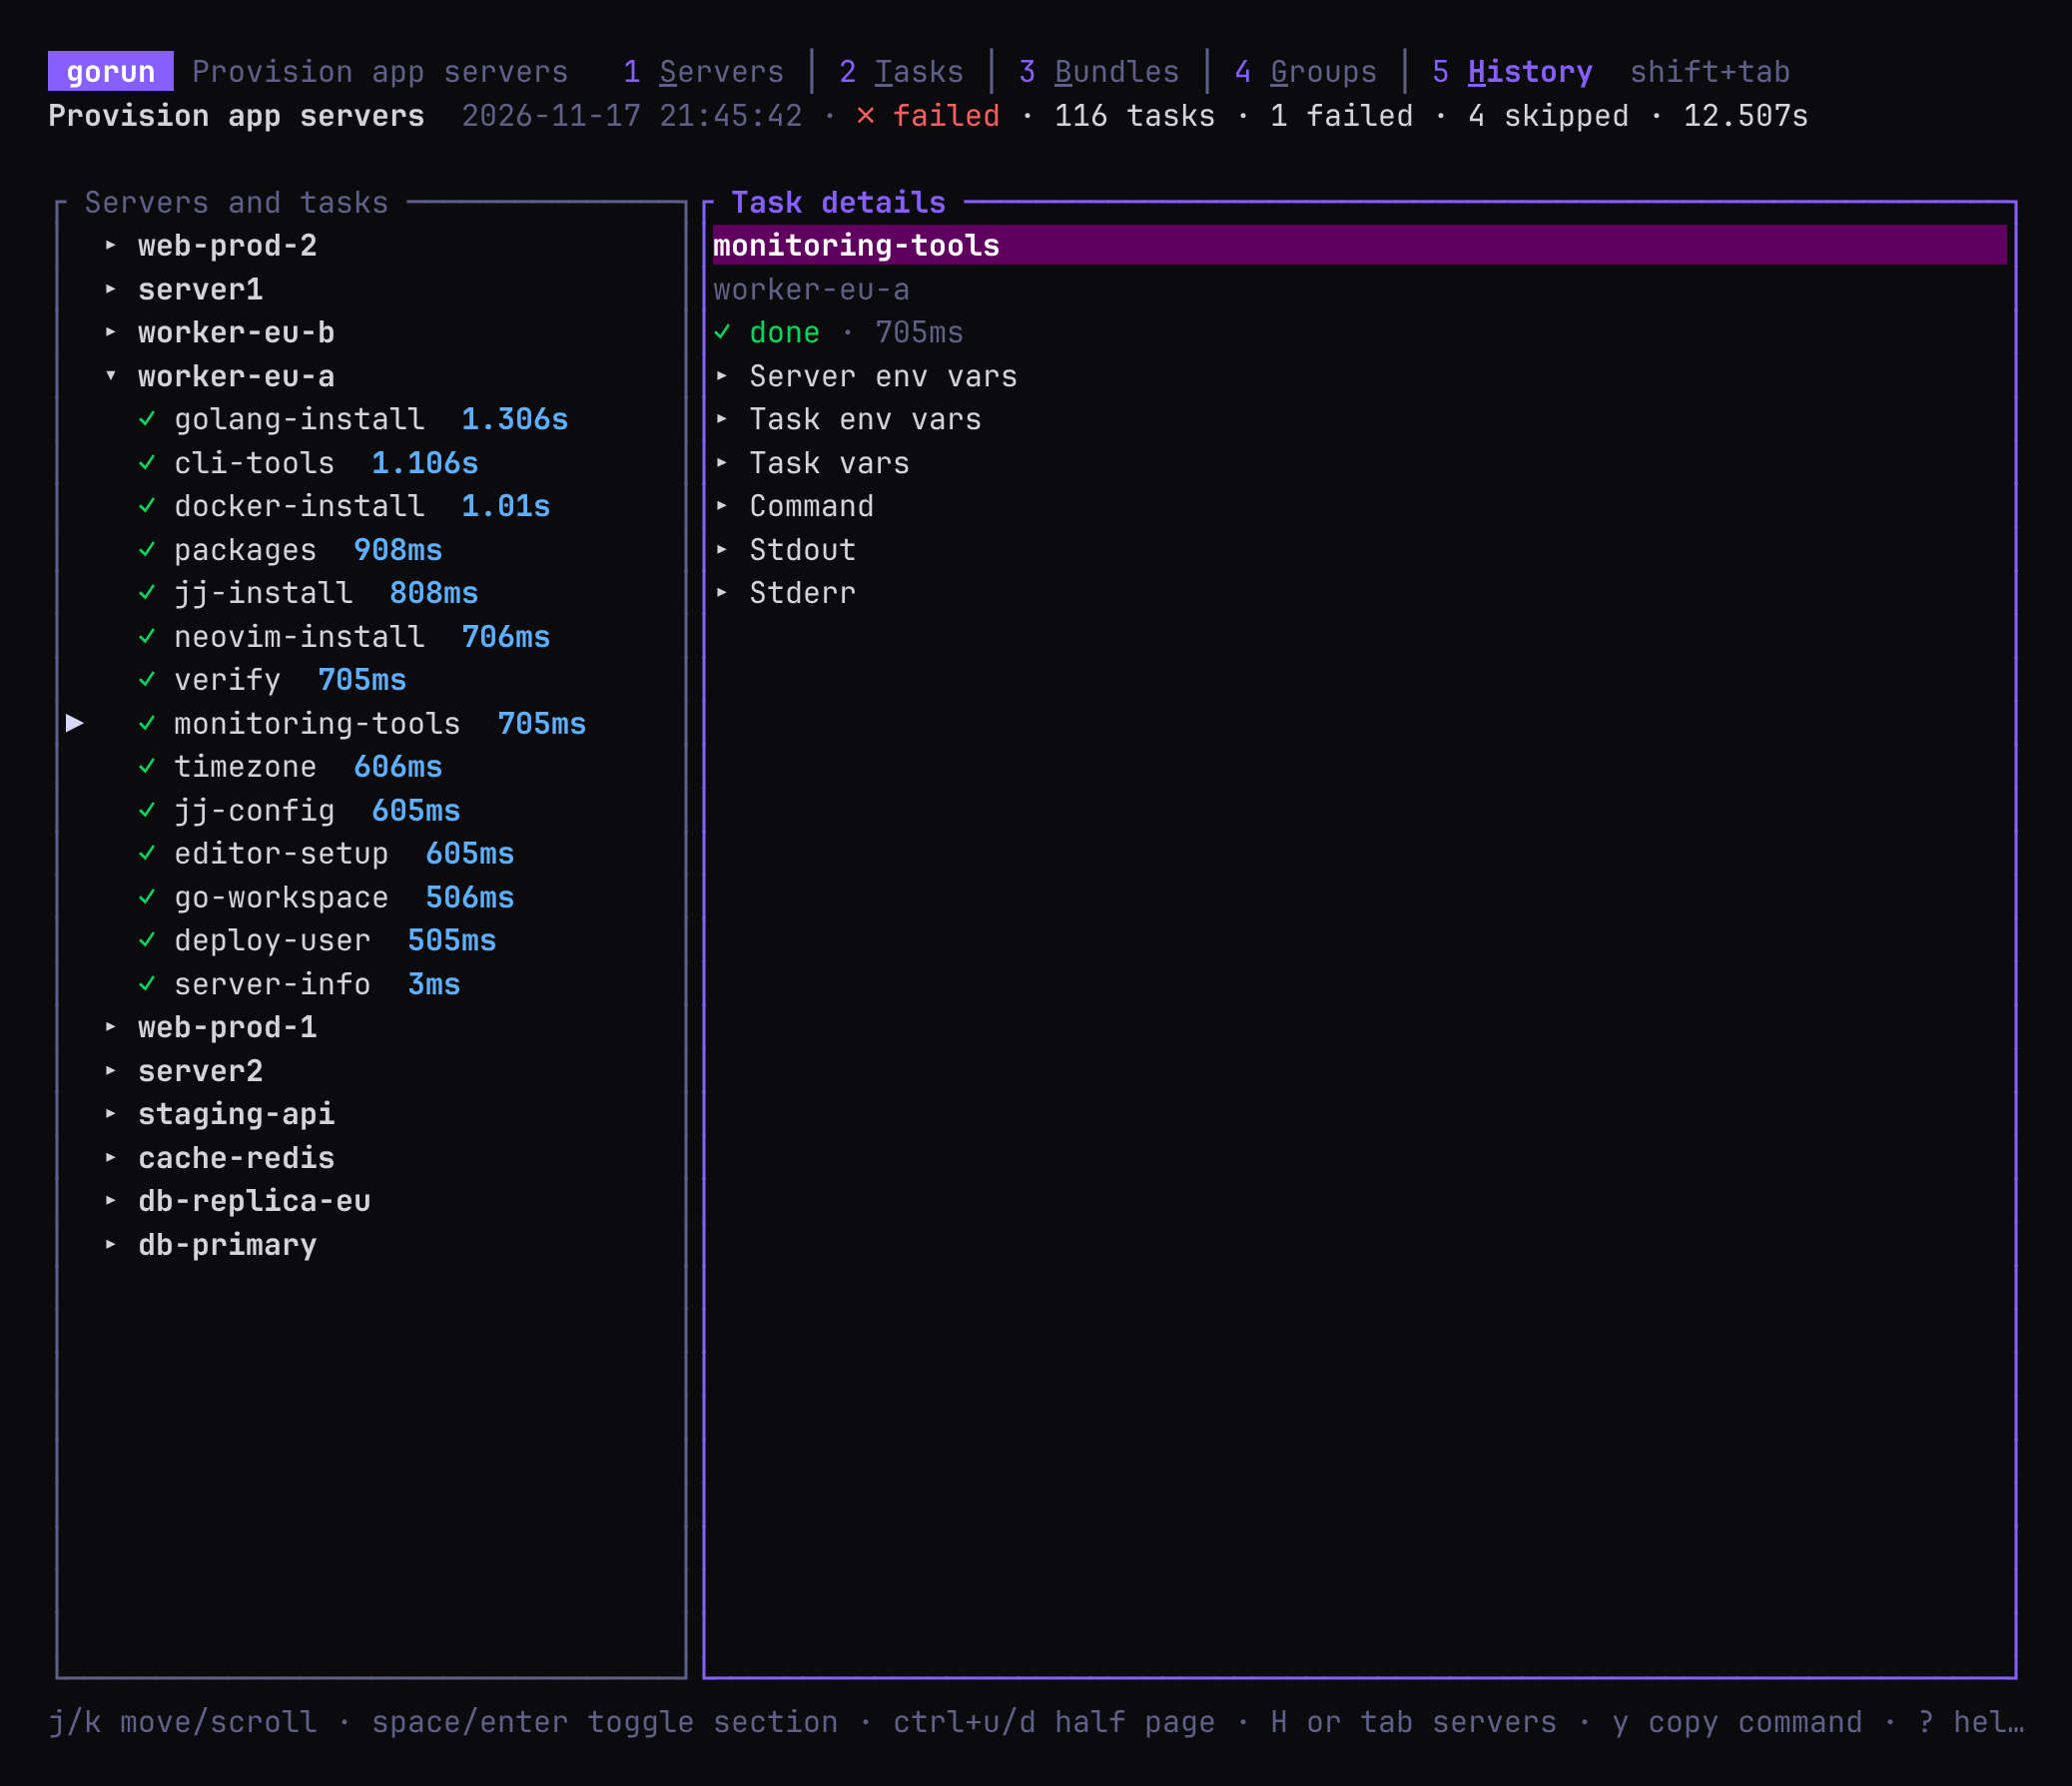 gorun Provision app servers 1 Servers │ 2 Tasks │ 3 Bundles │ 4 Groups │ 5 History shift+tab
Provision app servers 2026-11-17 21:45:42 · ✕ failed · 116 tasks · 1 failed · 4 skipped · 12.507s
Servers and tasks
▸ web-prod-2
▸ server1
▸ worker-eu-b
▾ worker-eu-a
✓ golang-install 1.306s
✓ cli-tools 1.106s
✓ docker-install 1.01s
✓ packages 908ms
✓ jj-install 808ms
✓ neovim-install 706ms
✓ verify 705ms
▶ ✓ monitoring-tools 705ms
✓ timezone 606ms
✓ jj-config 605ms
✓ editor-setup 605ms
✓ go-workspace 506ms
✓ deploy-user 505ms
✓ server-info 3ms
▸ web-prod-1
▸ server2
▸ staging-api
▸ cache-redis
▸ db-replica-eu
▸ db-primary
Task details
monitoring-tools
worker-eu-a
✓ done · 705ms
▸ Server env vars
▸ Task env vars
▸ Task vars
▸ Command
▸ Stdout
▸ Stderr
j/k move/scroll · space/enter toggle section · ctrl+u/d half page · H or tab servers · y copy command · ? hel…